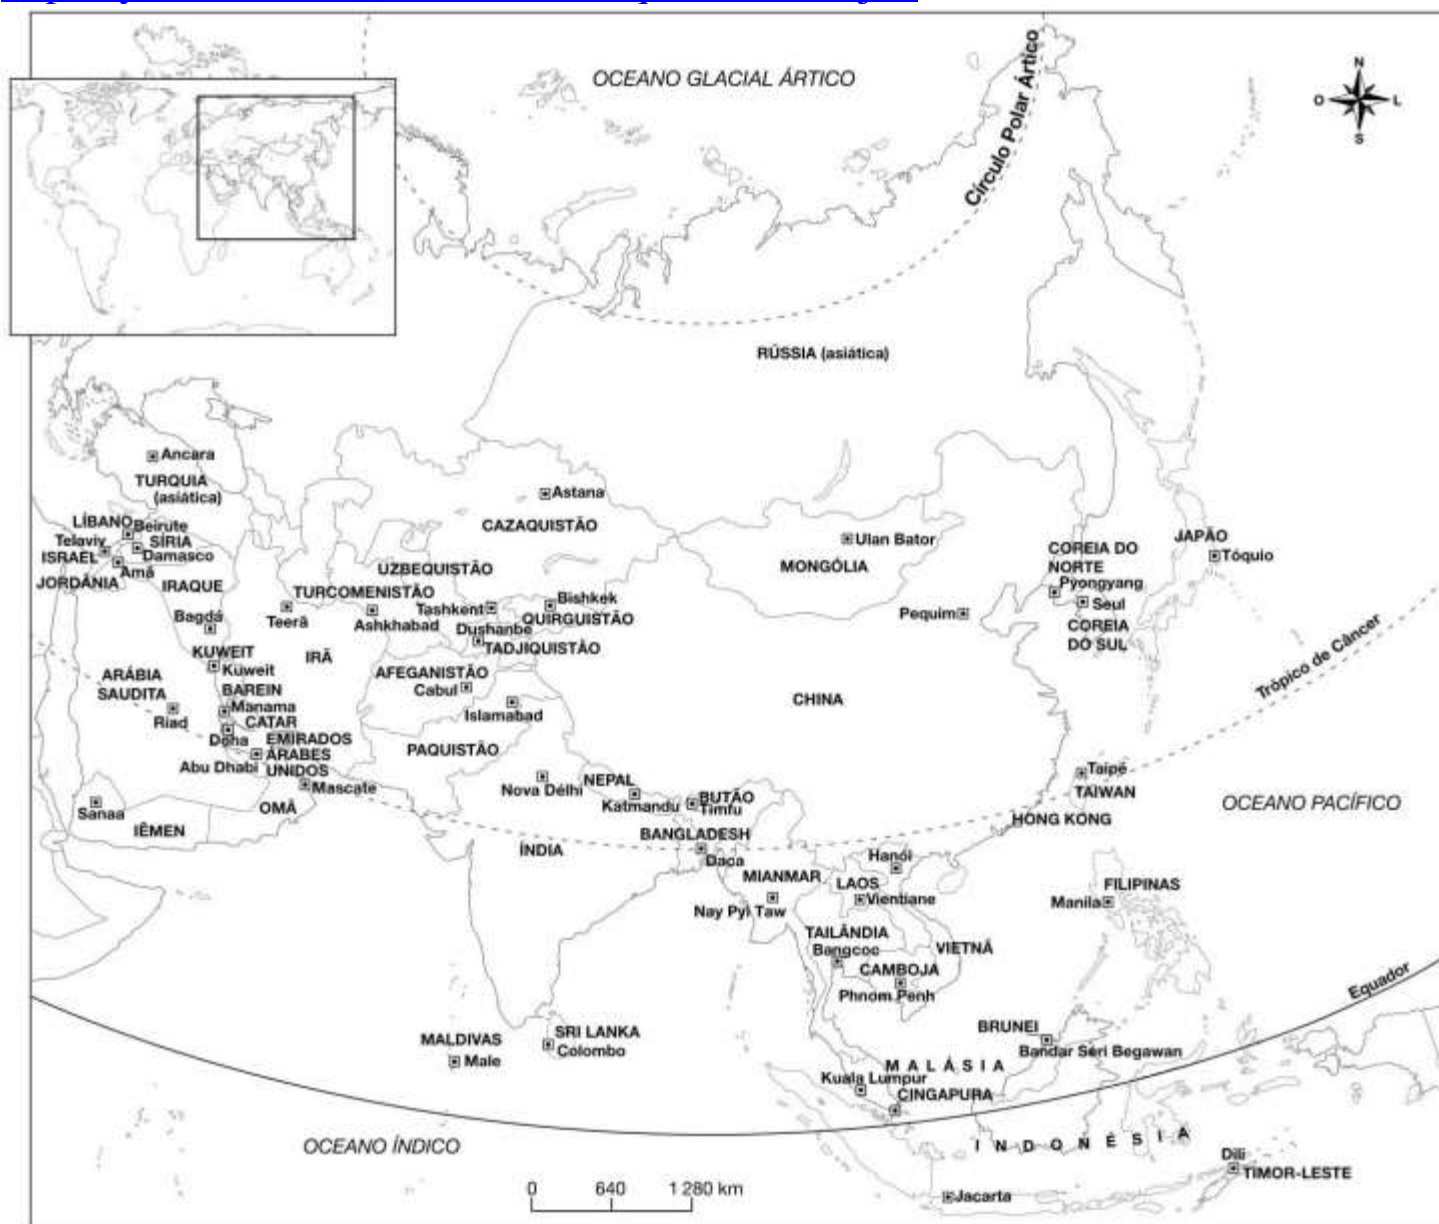 OCEANO GLACIAL ÁRTICO
Círculo Polar Ártico
N
O
L
S
RÚSSIA (asiática)
Ancara
TURQUIA
(asiática)
Astana
CAZAQUISTÃO
LÍBANO
Beirute
Telaviv
SÍRIA
ISRAEL
Damasco
Amã
JORDÂNIA
IRAQUE
Bagdá
UZBEQUISTÃO
TURCOMENISTÃO
Teerã
Ashkhabad
Tashkent
Bishkek
QUIRGUISTÃO
Dushanbe
TADJIQUISTÃO
Ulan Bator
MONGÓLIA
Pequim
COREIA DO
NORTE
Pyongyang
Seul
COREIA
DO SUL
JAPÃO
Tóquio
Trópico de Câncer
KUWEIT
Kuweit
IRÃ
ARÁBIA
SAUDITA
Riad
BAREIN
Manama
CATAR
Doha
EMIRADOS
ÁRABES
UNIDOS
Abu Dhabi
Mascate
OMÃ
Sanaa
IÊMEN
AFEGANISTÃO
Cabul
Islamabad
PAQUISTÃO
CHINA
Nova Délhi
NEPAL
Katmandu
BUTÃO
Timfu
BANGLADESH
Daca
ÍNDIA
Taipé
TAIWAN
HONG KONG
OCEANO PACÍFICO
MIANMAR
Nay Pyi Taw
Hanói
LAOS
Vientiane
TAILÂNDIA
Bangcoc
VIETNÃ
CAMBOJA
Phnom Penh
FILIPINAS
Manila
Equador
MALDIVAS
Male
SRI LANKA
Colombo
BRUNEI
Bandar Seri Begawan
MALÁSIA
Kuala Lumpur
CINGAPURA
INDONÉSIA
OCEANO ÍNDICO
Dili
TIMOR-LESTE
Jacarta
0 640 1 280 km